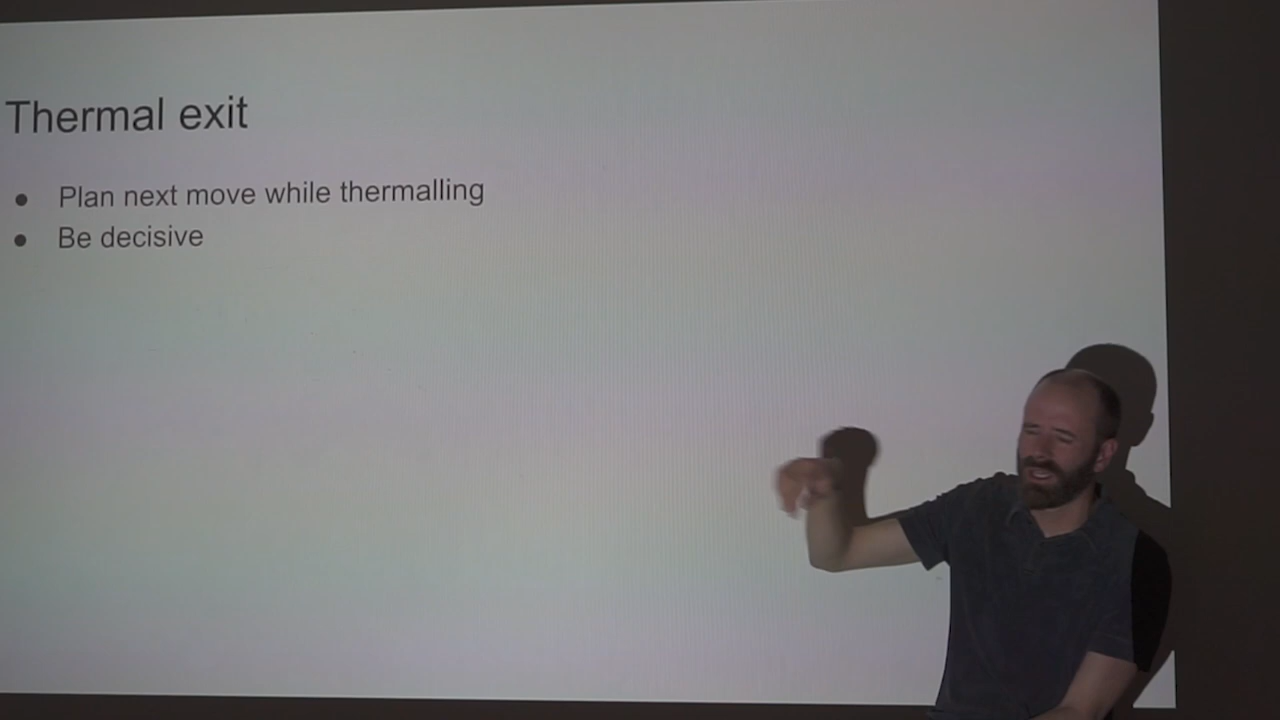 Thermal exit
● Plan next move while thermalling
● Be decisive